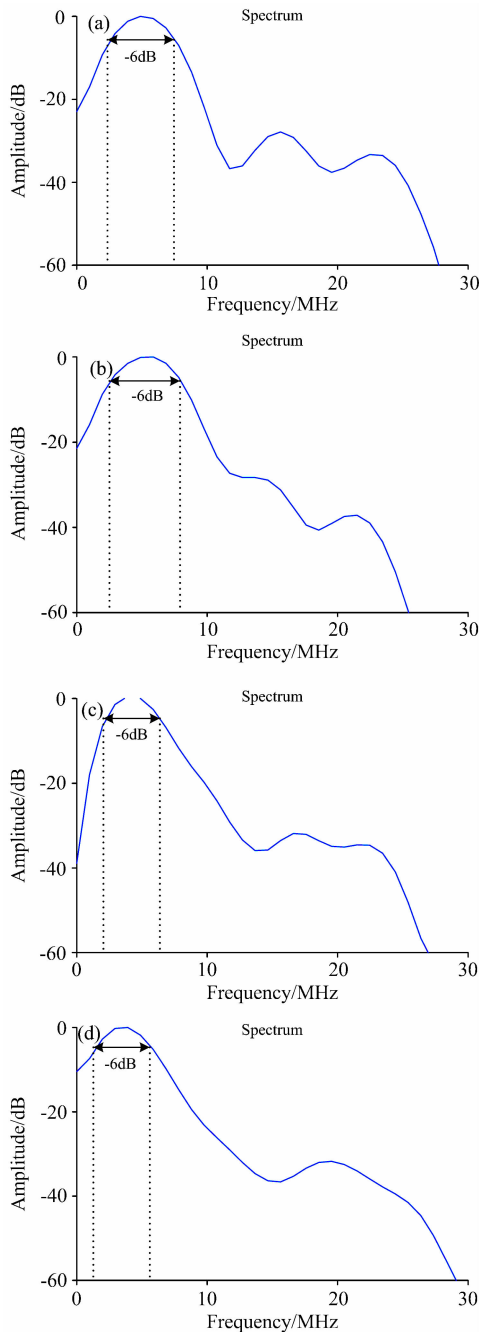 (a)
Spectrum
0
-6dB
-20
-40
-60
Amplitude/dB
0
10
20
30
Frequency/MHz
(b)
Spectrum
0
-6dB
-20
-40
-60
Amplitude/dB
0
10
20
30
Frequency/MHz
(c)
Spectrum
0
-6dB
-20
-40
-60
Amplitude/dB
0
10
20
30
Frequency/MHz
(d)
Spectrum
0
-6dB
-20
-40
-60
Amplitude/dB
0
10
20
30
Frequency/MHz